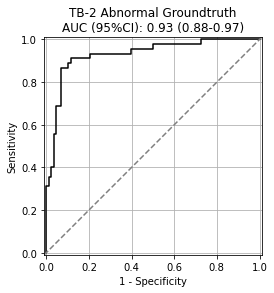 TB-2 Abnormal Groundtruth
AUC (95%CI): 0.93 (0.88-0.97)
1.0
0.8
0.6
0.4
0.2
0.0
Sensitivity
0.0 0.2 0.4 0.6 0.8 1.0
1 - Specificity